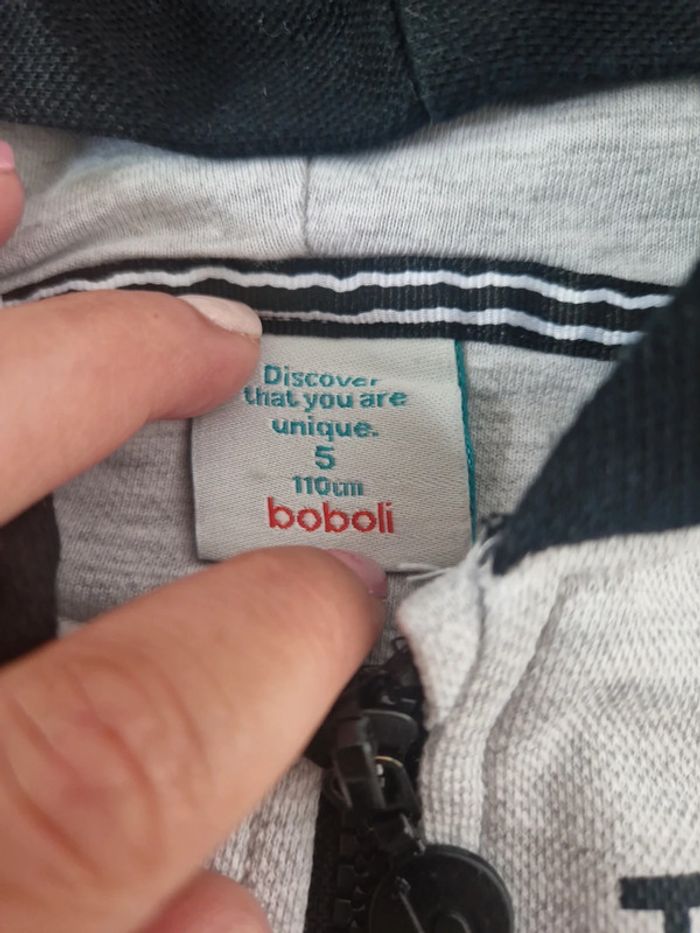 Discover
that you are
unique.
5
110cm
boboli
T